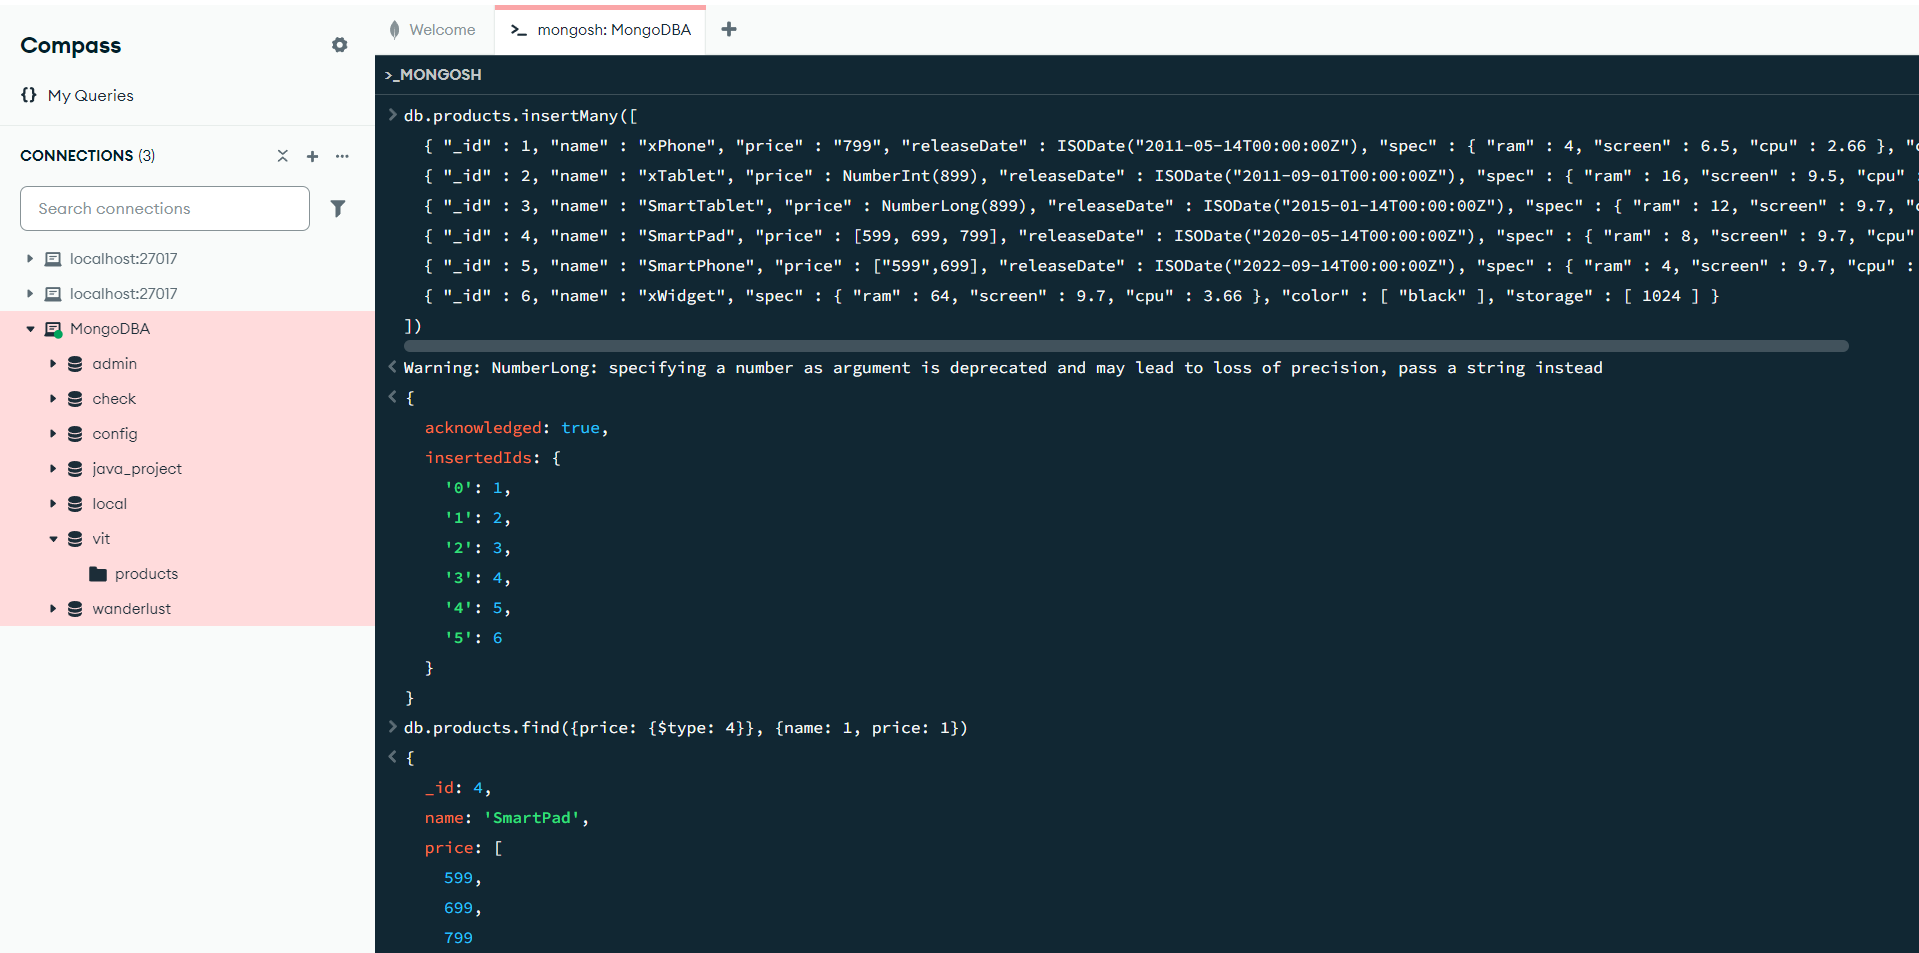 Compass
My Queries
CONNECTIONS (3)
Search connections
localhost:27017
localhost:27017
MongoDBA
admin
check
config
java_project
local
vit
products
wanderlust
Welcome
>_ mongosh: MongoDBA
>_MONGOSH
db.products.insertMany([
{ "_id" : 1, "name" : "xPhone", "price" : "799", "releaseDate" : ISODate("2011-05-14T00:00:00Z"), "spec" : { "ram" : 4, "screen" : 6.5, "cpu" : 2.66 },
{ "_id" : 2, "name" : "xTablet", "price" : NumberInt(899), "releaseDate" : ISODate("2011-09-01T00:00:00Z"), "spec" : { "ram" : 16, "screen" : 9.5, "cpu" :
{ "_id" : 3, "name" : "SmartTablet", "price" : NumberLong(899), "releaseDate" : ISODate("2015-01-14T00:00:00Z"), "spec" : { "ram" : 12, "screen" : 9.7,
{ "_id" : 4, "name" : "SmartPad", "price" : [599, 699, 799], "releaseDate" : ISODate("2020-05-14T00:00:00Z"), "spec" : { "ram" : 8, "screen" : 9.7, "cpu"
{ "_id" : 5, "name" : "SmartPhone", "price" : ["599",699], "releaseDate" : ISODate("2022-09-14T00:00:00Z"), "spec" : { "ram" : 4, "screen" : 9.7, "cpu" :
{ "_id" : 6, "name" : "xWidget", "spec" : { "ram" : 64, "screen" : 9.7, "cpu" : 3.66 }, "color" : [ "black" ], "storage" : [ 1024 ] }
])
Warning: NumberLong: specifying a number as argument is deprecated and may lead to loss of precision, pass a string instead
{
acknowledged: true,
insertedIds: {
'0': 1,
'1': 2,
'2': 3,
'3': 4,
'4': 5,
'5': 6
}
}
db.products.find({price: {$type: 4}}, {name: 1, price: 1})
{
_id: 4,
name: 'SmartPad',
price: [
599,
699,
799